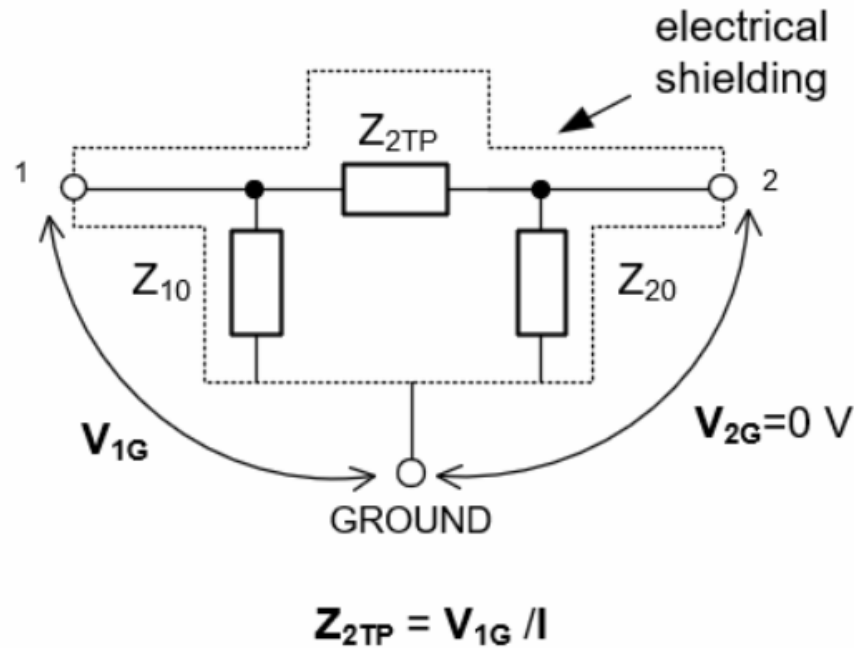 electrical
shielding
Z2TP
1
2
Z10
Z20
V1G
V2G=0 V
GROUND
Z2TP = V1G /I